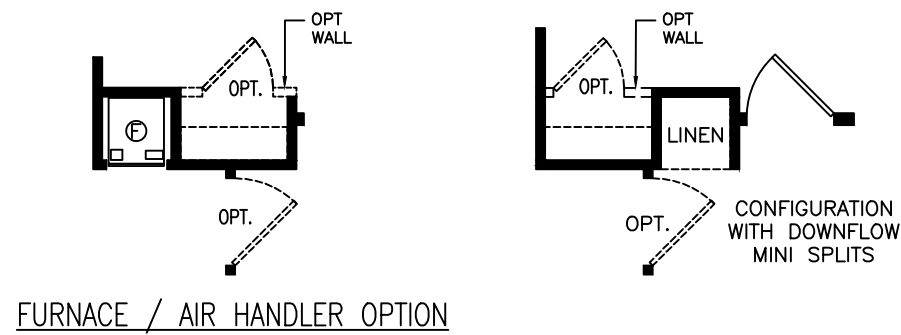 OPT
WALL
OPT.
F
OPT.
FURNACE / AIR HANDLER OPTION
OPT
WALL
OPT.
LINEN
OPT.
CONFIGURATION
WITH DOWNFLOW
MINI SPLITS